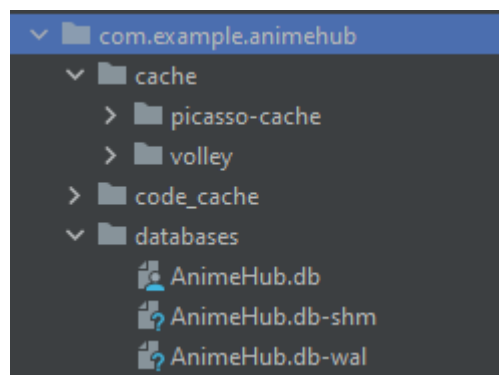 com.example.animehub
cache
picasso-cache
volley
code_cache
databases
AnimeHub.db
AnimeHub.db-shm
AnimeHub.db-wal